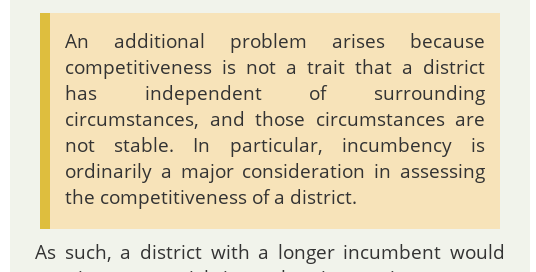 An additional problem arises because
competitiveness is not a trait that a district
has independent of surrounding
circumstances, and those circumstances are
not stable. In particular, incumbency is
ordinarily a major consideration in assessing
the competitiveness of a district.
As such, a district with a longer incumbent would